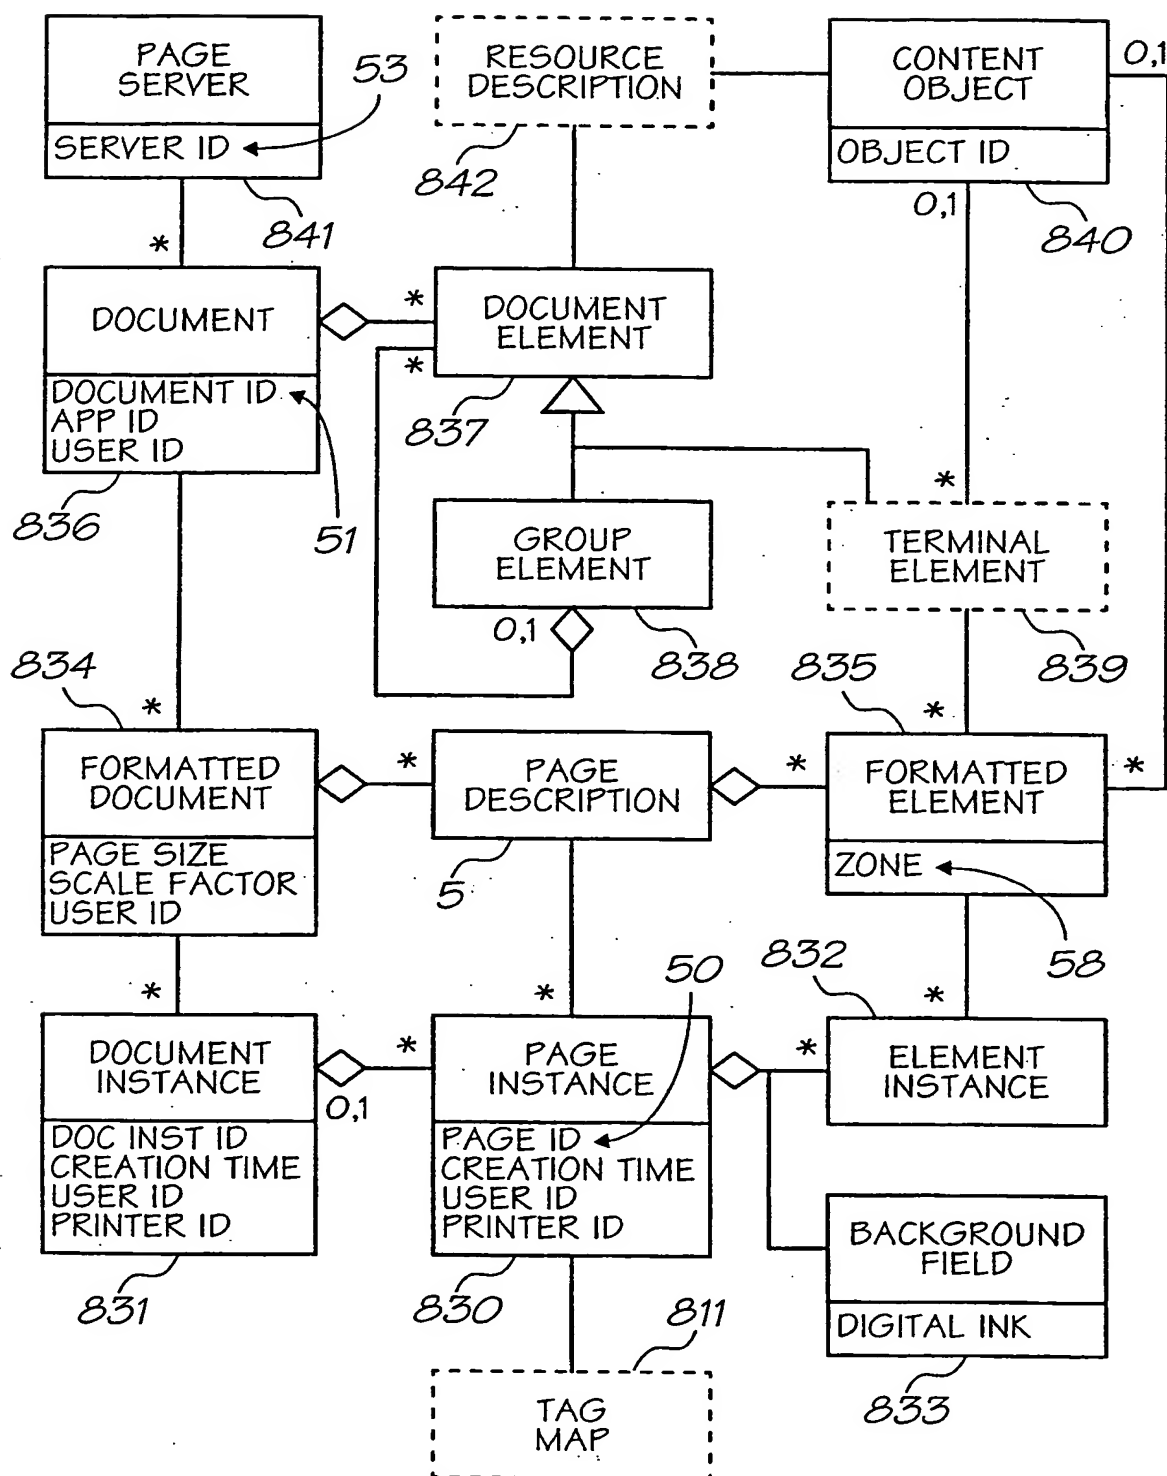 PAGE
SERVER
SERVER ID
53
841
*
RESOURCE
DESCRIPTION
842
CONTENT
OBJECT
OBJECT ID
0,1
0,1
840
DOCUMENT
DOCUMENT ID
APP ID
USER ID
836
51
*
*
DOCUMENT
ELEMENT
837
GROUP
ELEMENT
0,1
838
*
TERMINAL
ELEMENT
839
834
*
FORMATTED
DOCUMENT
PAGE SIZE
SCALE FACTOR
USER ID
*
PAGE
DESCRIPTION
5
835
*
*
FORMATTED
ELEMENT
*
ZONE
58
*
DOCUMENT
INSTANCE
0,1
DOC INST ID
CREATION TIME
USER ID
PRINTER ID
831
*
*
50
PAGE
INSTANCE
PAGE ID
CREATION TIME
USER ID
PRINTER ID
830
832
*
*
ELEMENT
INSTANCE
BACKGROUND
FIELD
DIGITAL INK
833
811
TAG
MAP